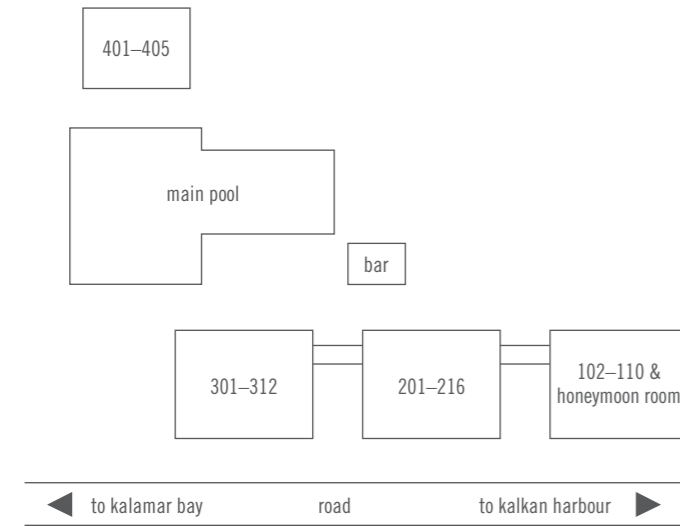 401–405
main pool
bar
301–312
201–216
102–110 &
honeymoon room
to kalamar bay
road
to kalkan harbour